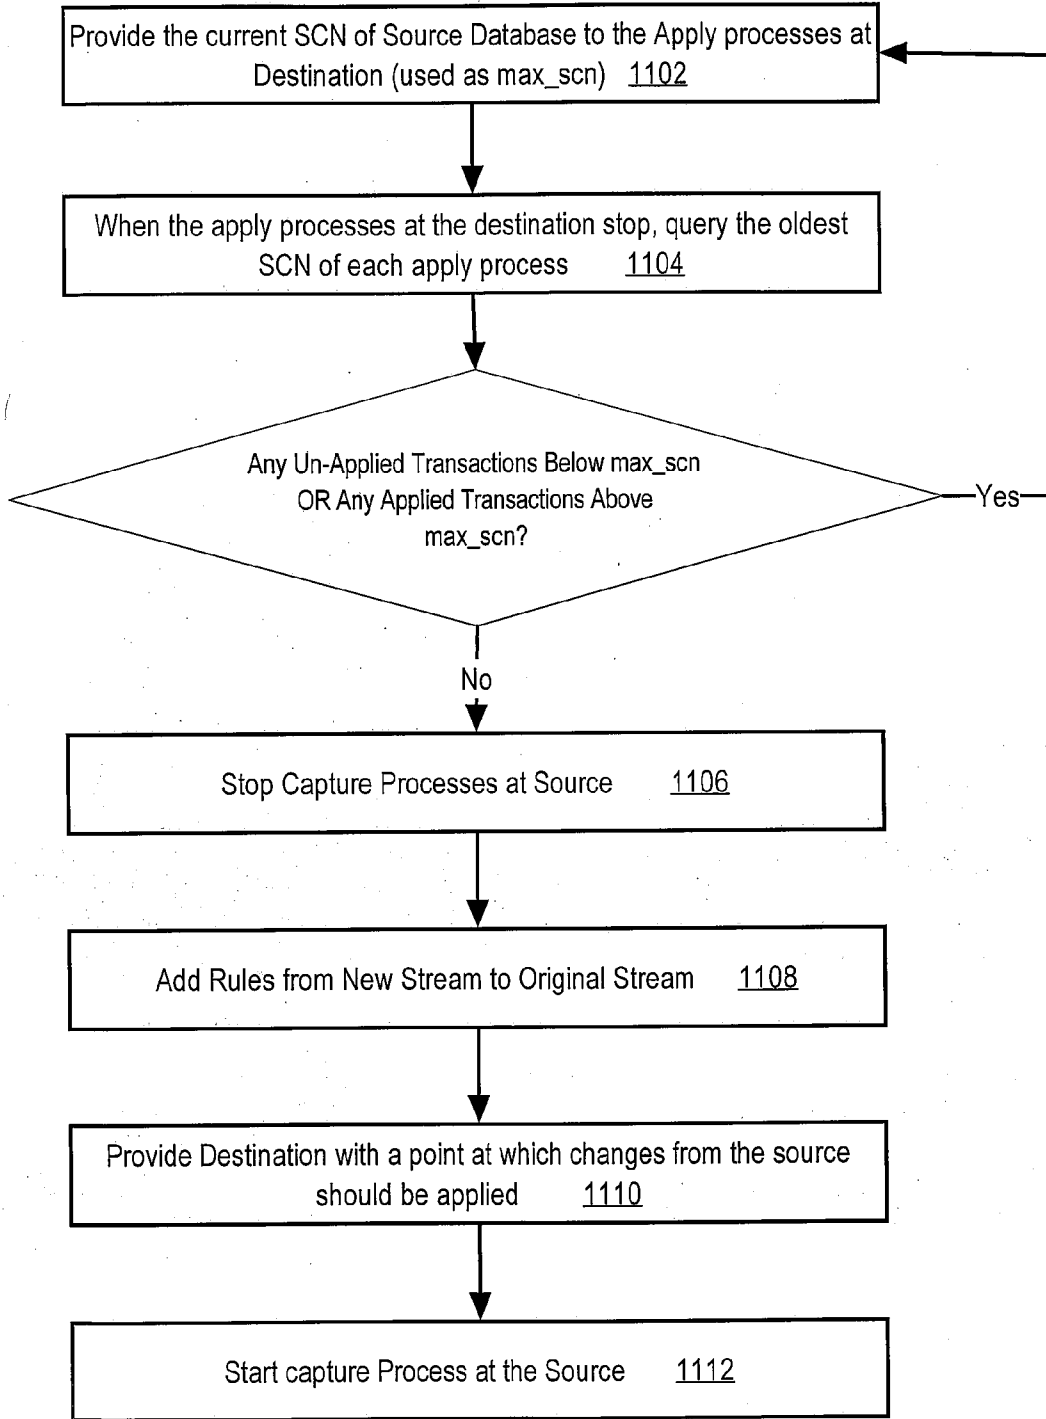 Provide the current SCN of Source Database to the Apply processes at
Destination (used as max_scn) 1102
When the apply processes at the destination stop, query the oldest
SCN of each apply process 1104
Any Un-Applied Transactions Below max_scn
OR Any Applied Transactions Above
max_scn?
Yes
No
Stop Capture Processes at Source 1106
Add Rules from New Stream to Original Stream 1108
Provide Destination with a point at which changes from the source
should be applied 1110
Start capture Process at the Source 1112